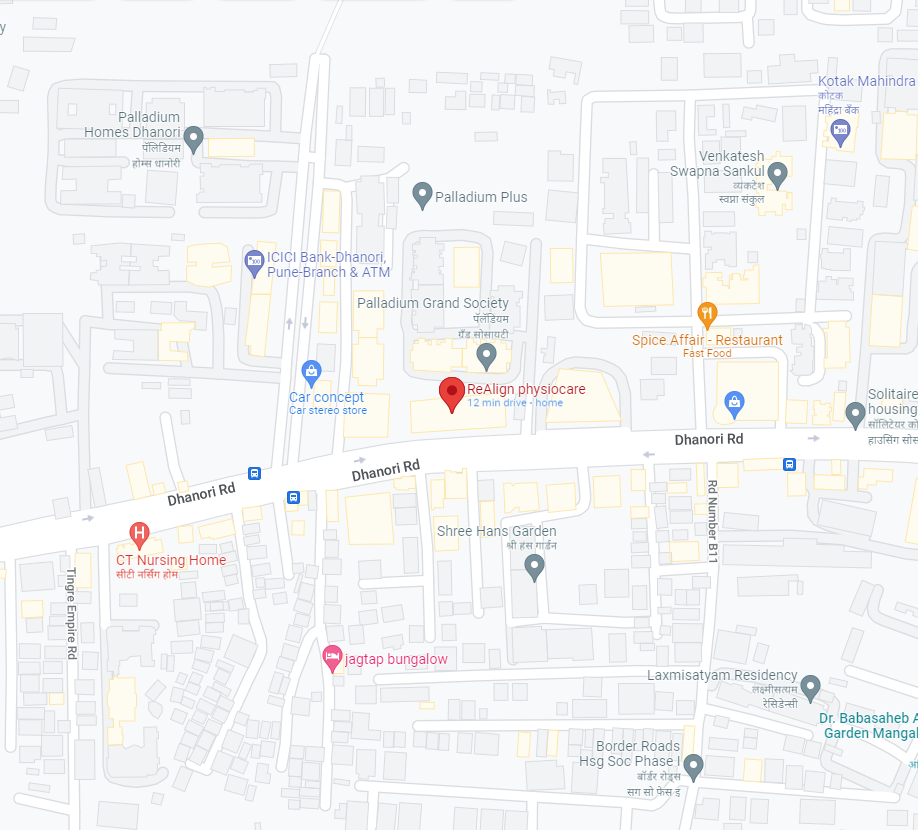 y
Kotak Mahindra
कोटक
महिंद्रा बँक
Palladium
Homes Dhanori
पॅलिडियम
होम्स धानोरी
Venkatesh
Swapna Sankul
व्यंकटेश
स्वप्ना संकुल
Palladium Plus
ICICI Bank-Dhanori,
Pune-Branch & ATM
Palladium Grand Society
पॅलॅडियम
ग्रँड सोसायटी
Spice Affair - Restaurant
Fast Food
Car concept
Car stereo store
ReAlign physiocare
12 min drive - home
Solitaire
housing
सॉलिटेयर को
हाउसिंग सोस
Dhanori Rd
Dhanori Rd
Dhanori Rd
Rd Number B11
Shree Hans Garden
श्री हंस गार्डन
CT Nursing Home
सीटी नर्सिंग होम
Tingre Empire Rd
jagtap bungalow
Laxmisatyam Residency
लक्ष्मीसत्यम
रेसिडेन्सी
Dr. Babasaheb A
Garden Mangal
Border Roads
Hsg Soc Phase I
बॉर्डर रोड्स
सग सो फेस इ